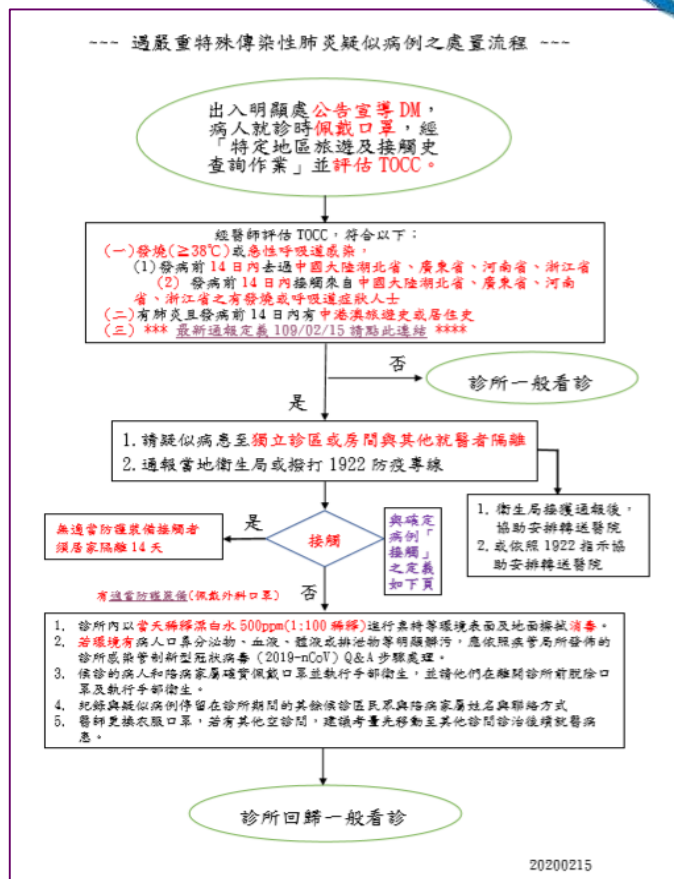 ~~~ 遇嚴重特殊傳染性肺炎疑似病例之處置流程 ~~~
出入明顯處公告宣導 DM，
病人就診時佩戴口罩，經
「特定地區旅遊及接觸史
查詢作業」並評估 TOCC。
經醫師評估 TOCC，符合以下：
(一)發燒(≧38℃)或急性呼吸道感染，
(1)發病前 14 日內去過中國大陸湖北省、廣東省、河南省、浙江省
(2) 發病前 14 日內接觸來自中國大陸湖北省、廣東省、河南
省、浙江省之有發燒或呼吸道症狀人士
(二)有肺炎且發病前 14 日內有中港澳旅遊史或居住史
(三) *** 最新通報定義 109/02/15 請點此連結 ****
否
診所一般看診
是
1. 請疑似病患至獨立診區或房間與其他就醫者隔離
2. 通報當地衛生局或撥打 1922 防疫專線
1. 衛生局接獲通報後，
協助安排轉送醫院
2. 或依照 1922 指示協
助安排轉送醫院
無適當防護裝備接觸者
須居家隔離 14 天
是
接觸
與確定
病例「
接觸」
之定義
如下頁
有適當防護裝備(佩戴外科口罩)
否
1. 診所內以當天稀釋漂白水 500ppm(1:100 稀釋)進行桌椅等環境表面及地面擦拭消毒。
2. 若環境有病人口鼻分泌物、血液、體液或排泄物等明顯髒污，應依照疾管局所發佈的
診所感染管制新型冠狀病毒 (2019-nCoV) Q&A 步驟處理。
3. 候診的病人和陪病家屬確實佩戴口罩並執行手部衛生，並請他們在離開診所前脫除口
罩及執行手部衛生。
4. 紀錄與疑似病例停留在診所期間的其餘候診區民眾與陪病家屬姓名與聯絡方式
5. 醫師更換衣服口罩，若有其他空診間，建議考量先移動至其他診間診治後續就醫病
患。
診所回歸一般看診
20200215